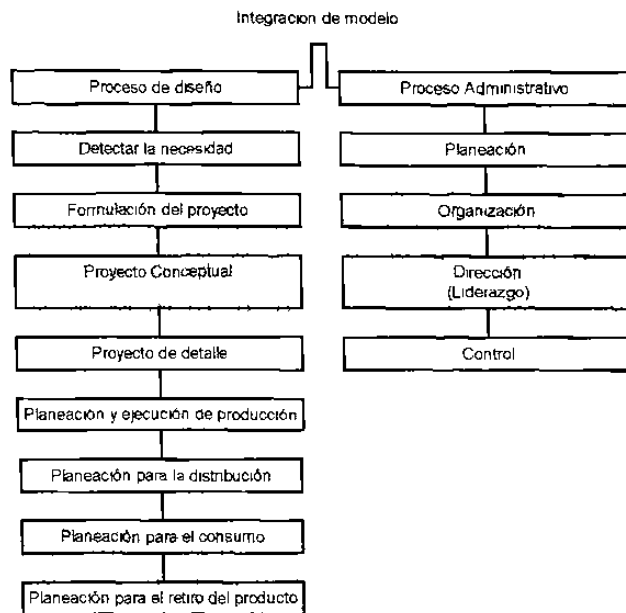 Integracion de modelo
Proceso de diseño
Detectar la necesidad
Formulación del proyecto
Proyecto Conceptual
Proyecto de detalle
Planeación y ejecución de producción
Planeación para la distribución
Planeación para el consumo
Planeación para el retiro del producto
Proceso Administrativo
Planeación
Organización
Dirección
(Liderazgo)
Control